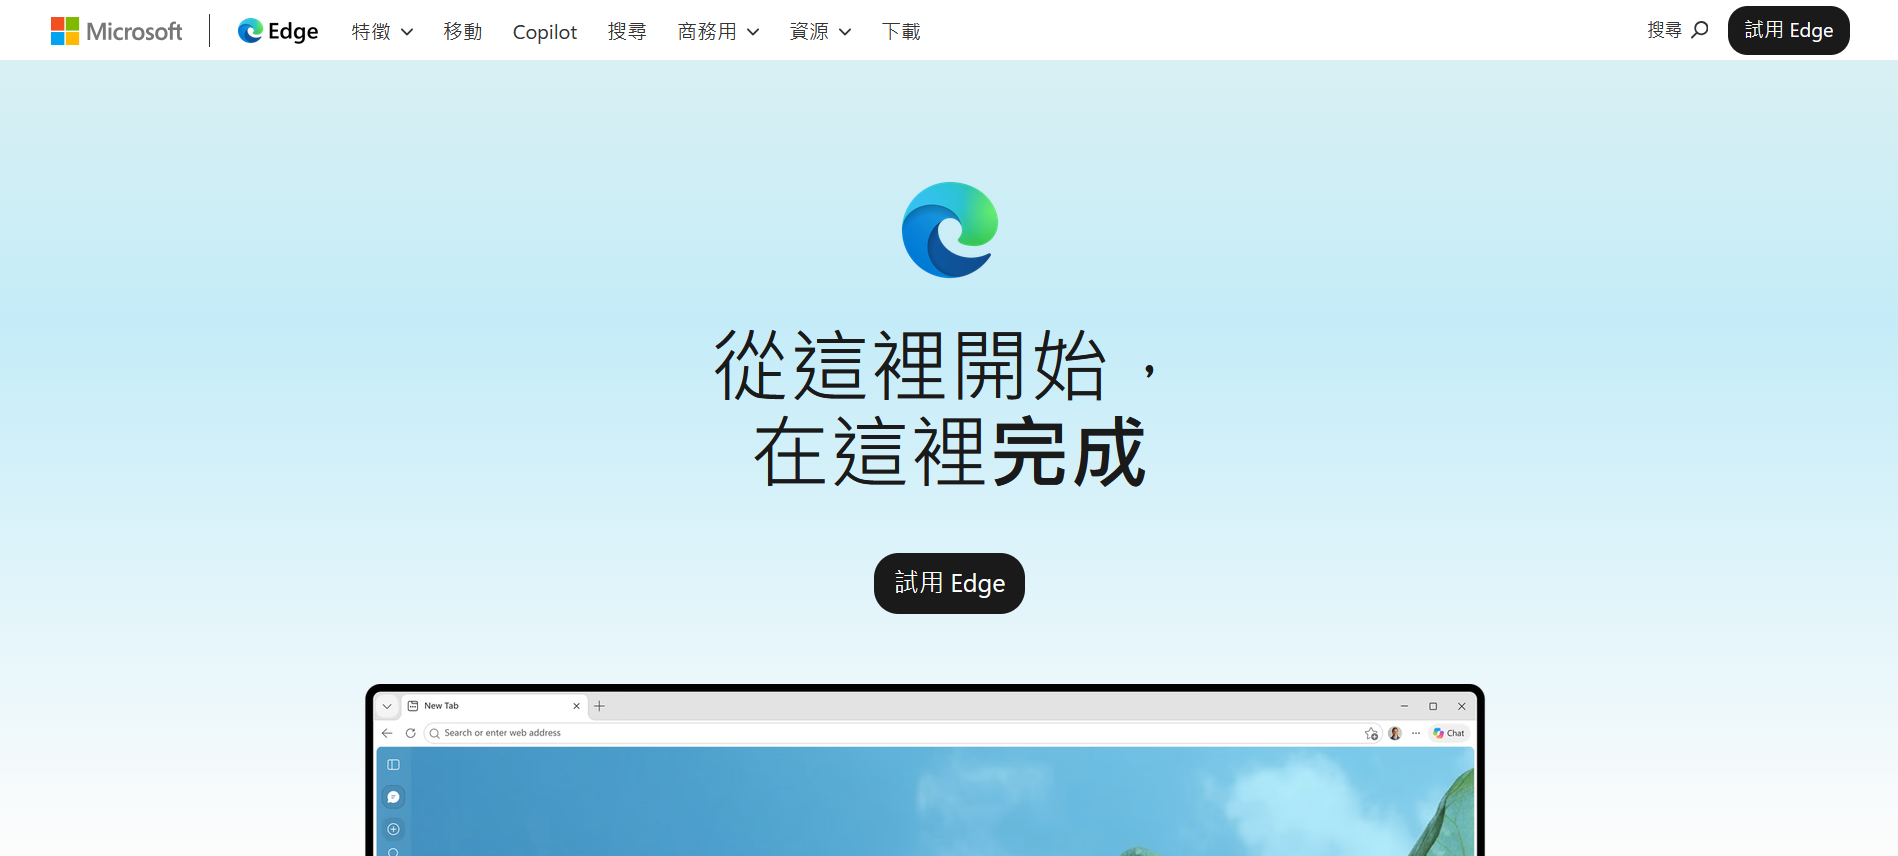 Microsoft Edge 特徵 移動 Copilot 搜尋 商務用 資源 下載 搜尋 試用 Edge
從這裡開始，
在這裡完成
試用 Edge
New Tab
Search or enter web address Chat